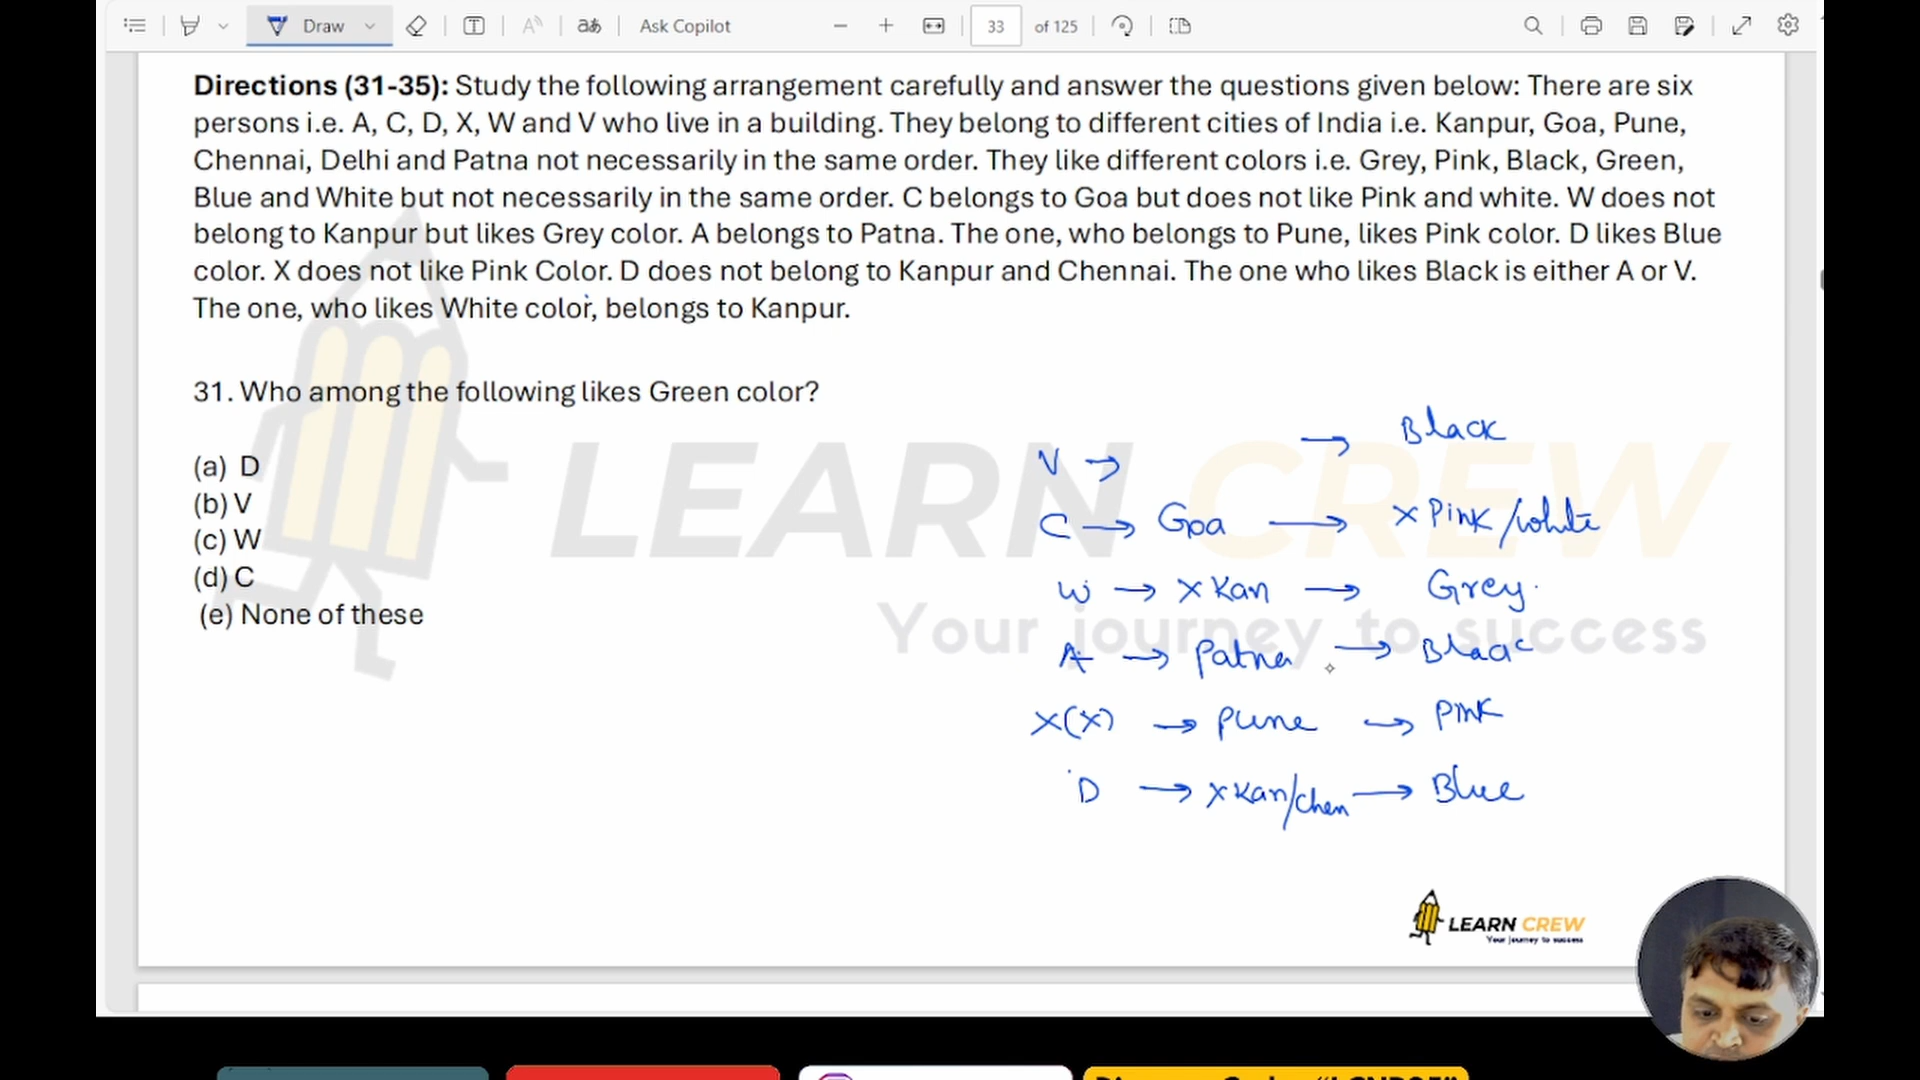 Draw
Ask Copilot
33 of 125
Directions (31-35): Study the following arrangement carefully and answer the questions given below: There are six
persons i.e. A, C, D, X, W and V who live in a building. They belong to different cities of India i.e. Kanpur, Goa, Pune,
Chennai, Delhi and Patna not necessarily in the same order. They like different colors i.e. Grey, Pink, Black, Green,
Blue and White but not necessarily in the same order. C belongs to Goa but does not like Pink and white. W does not
belong to Kanpur but likes Grey color. A belongs to Patna. The one, who belongs to Pune, likes Pink color. D likes Blue
color. X does not like Pink Color. D does not belong to Kanpur and Chennai. The one who likes Black is either A or V.
The one, who likes White color, belongs to Kanpur.
31. Who among the following likes Green color?
(a) D
(b) V
(c) W
(d) C
(e) None of these
V → → Black
C → Goa → x Pink/white
W → x Kan → Grey
A → Patna → Black
X(x) → Pune → Pink
D → x Kan/chen → Blue
LEARN CREW
Your journey to success
LEARN CREW
Your journey to success